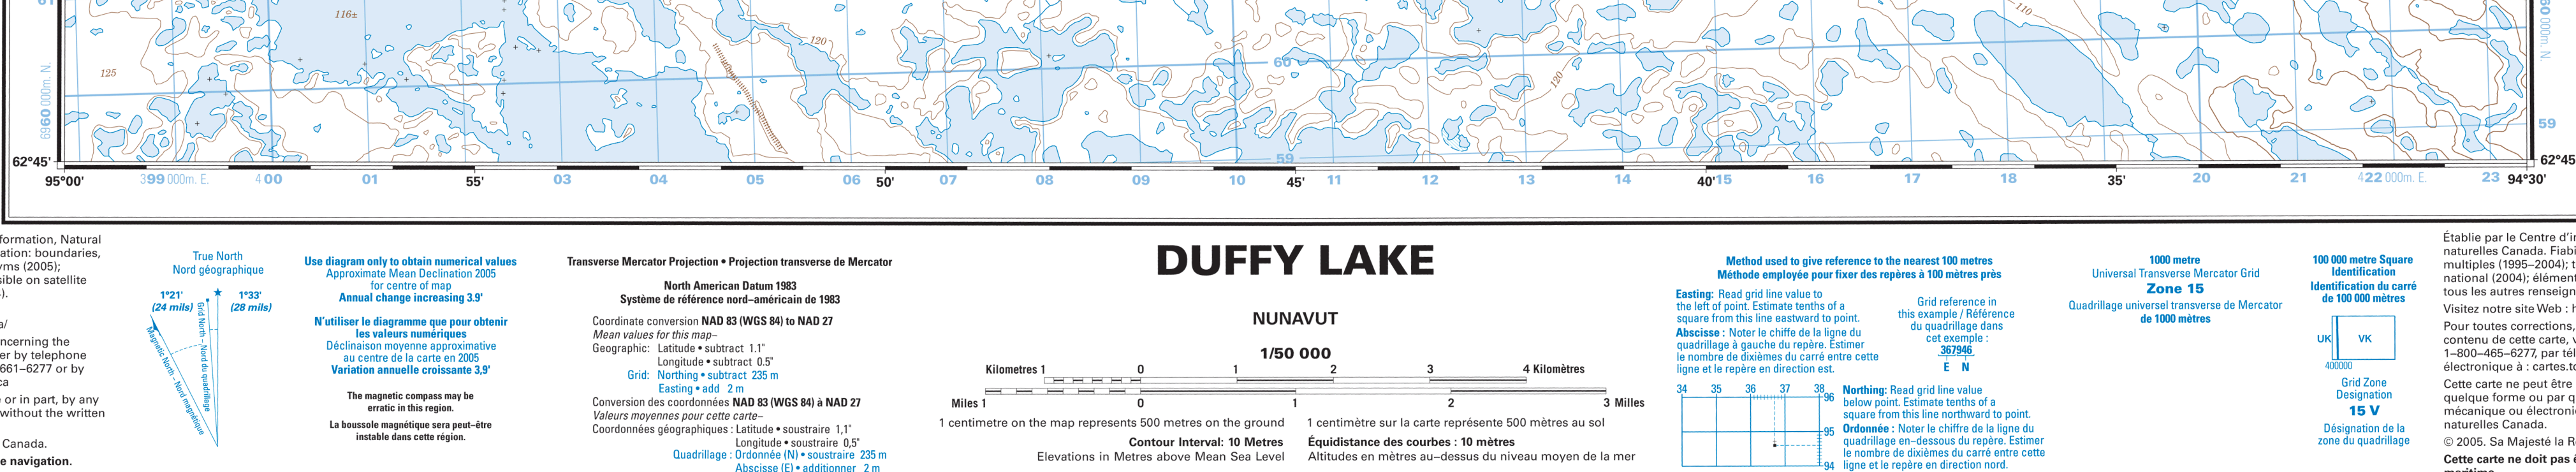 61
116±
120
110
125
60
120
6960 000m. N.
000m. N.
59
59
62°45'
62°45'
95°00'
399 000m. E.
400
01
55'
03
04
05
06
50'
07
08
09
10
45'
11
12
13
14
40'
15
16
17
18
35'
20
21
422 000m. E.
23
94°30'
formation, Natural
ation: boundaries,
yms (2005);
sible on satellite
).
a/
ncerning the
er by telephone
661–6277 or by
ca
e or in part, by any
without the written
Canada.
e navigation.
True North
Nord géographique
1°21'
(24 mils)
1°33'
(28 mils)
Grid North – Nord du quadrillage
Magnetic North – Nord magnétique
Use diagram only to obtain numerical values
Approximate Mean Declination 2005
for centre of map
Annual change increasing 3.9'
N'utiliser le diagramme que pour obtenir
les valeurs numériques
Déclinaison moyenne approximative
au centre de la carte en 2005
Variation annuelle croissante 3,9'
The magnetic compass may be
erratic in this region.
La boussole magnétique sera peut–être
instable dans cette région.
Transverse Mercator Projection • Projection transverse de Mercator
North American Datum 1983
Système de référence nord–américain de 1983
Coordinate conversion NAD 83 (WGS 84) to NAD 27
Mean values for this map–
Geographic: Latitude • subtract 1.1"
Longitude • subtract 0.5"
Grid: Northing • subtract 235 m
Easting • add 2 m
Conversion des coordonnées NAD 83 (WGS 84) à NAD 27
Valeurs moyennes pour cette carte–
Coordonnées géographiques : Latitude • soustraire 1,1"
Longitude • soustraire 0,5"
Quadrillage : Ordonnée (N) • soustraire 235 m
Abscisse (E) • additionner 2 m
DUFFY LAKE
NUNAVUT
1/50 000
Kilometres 1 0 1 2 3 4 Kilomètres
Miles 1 0 1 2 3 Milles
1 centimetre on the map represents 500 metres on the ground
1 centimètre sur la carte représente 500 mètres au sol
Contour Interval: 10 Metres
Elevations in Metres above Mean Sea Level
Équidistance des courbes : 10 mètres
Altitudes en mètres au–dessus du niveau moyen de la mer
Method used to give reference to the nearest 100 metres
Méthode employée pour fixer des repères à 100 mètres près
Easting: Read grid line value to
the left of point. Estimate tenths of a
square from this line eastward to point.
Abscisse : Noter le chiffe de la ligne du
quadrillage à gauche du repère. Estimer
le nombre de dixièmes du carré entre cette
ligne et le repère en direction est.
Grid reference in
this example / Référence
du quadrillage dans
cet exemple :
367946
E N
34 35 36 37 38
96
95
94
Northing: Read grid line value
below point. Estimate tenths of a
square from this line northward to point.
Ordonnée : Noter le chiffre de la ligne du
quadrillage en–dessous du repère. Estimer
le nombre de dixièmes du carré entre cette
ligne et le repère en direction nord.
1000 metre
Universal Transverse Mercator Grid
Zone 15
Quadrillage universel transverse de Mercator
de 1000 mètres
100 000 metre Square
Identification
Identification du carré
de 100 000 mètres
UK
VK
400000
Grid Zone
Designation
15 V
Désignation de la
zone du quadrillage
Établie par le Centre d'i
naturelles Canada. Fiabi
multiples (1995–2004); t
national (2004); élément
tous les autres renseign
Visitez notre site Web : h
Pour toutes corrections,
contenu de cette carte, v
1–800–465–6277, par tél
électronique à : cartes.to
Cette carte ne peut être
quelque forme ou par q
mécanique ou électroni
naturelles Canada.
© 2005. Sa Majesté la R
Cette carte ne doit pas ê